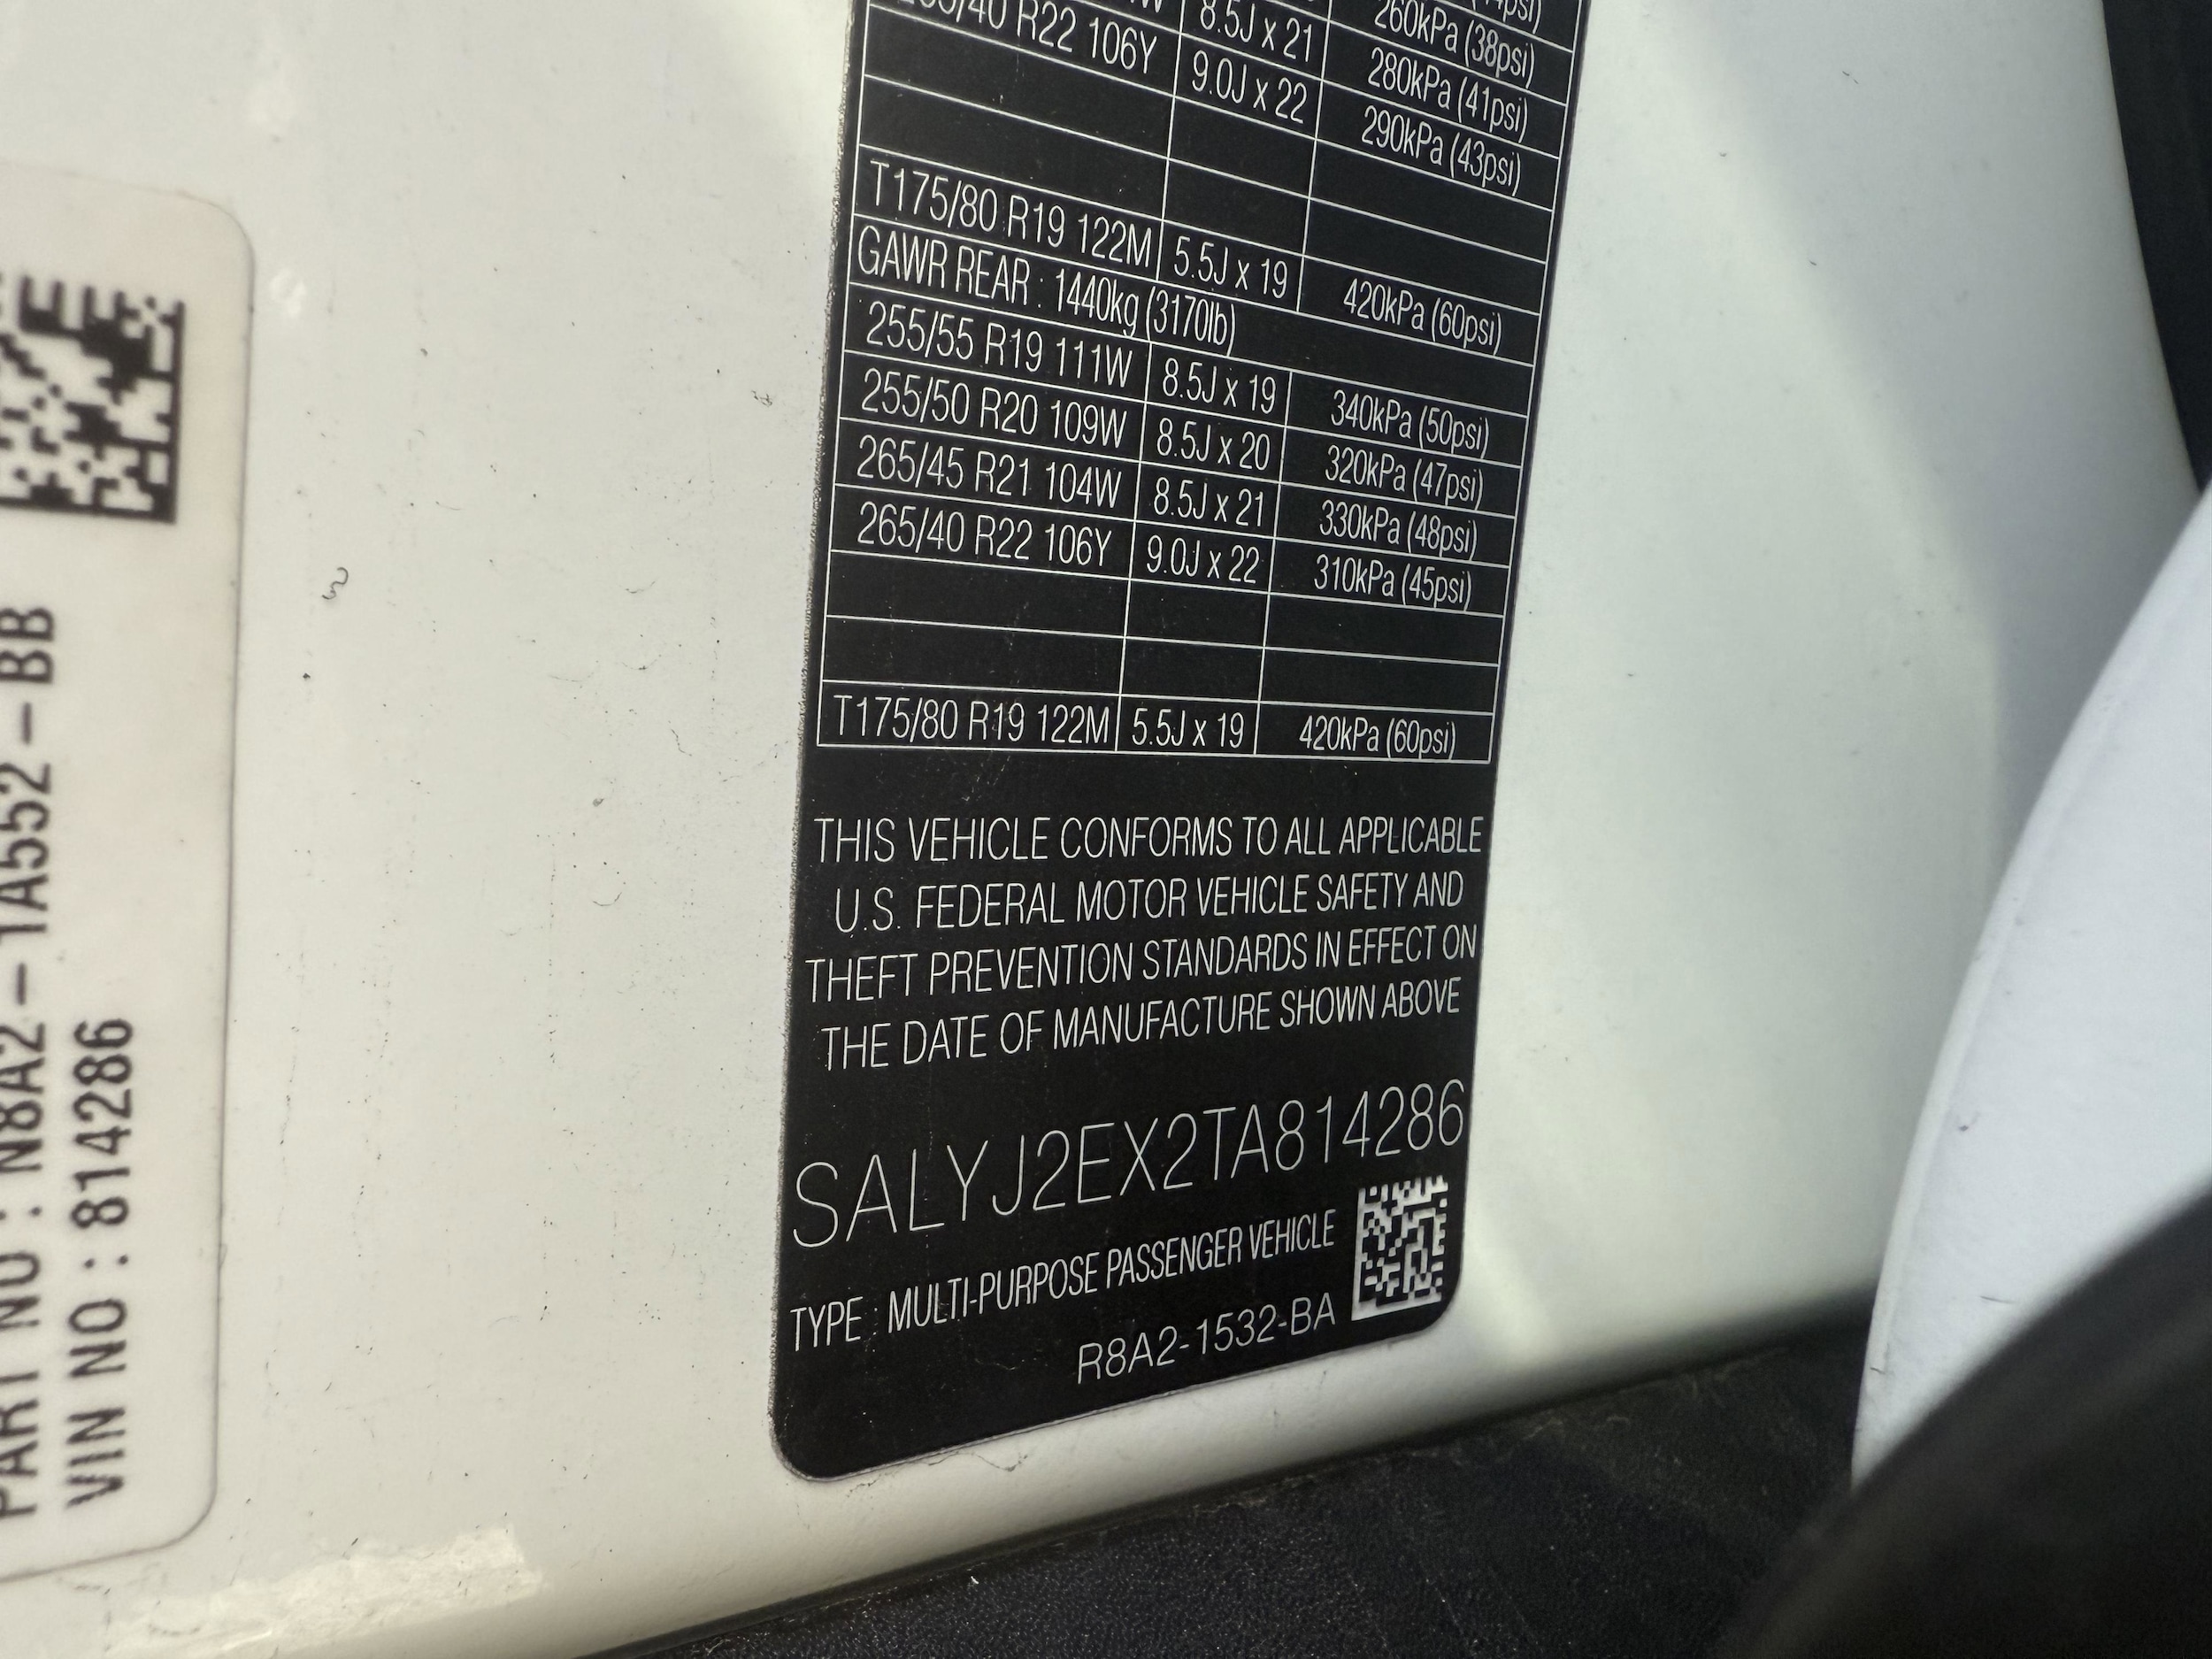 260kPa (38psi)
8.5J x 21 280kPa (41psi)
R22 106Y 9.0J x 22 290kPa (43psi)
T175/80 R19 122M 5.5J x 19 420kPa (60psi)
GAWR REAR : 1440kg (3170lb)
255/55 R19 111W 8.5J x 19 340kPa (50psi)
255/50 R20 109W 8.5J x 20 320kPa (47psi)
265/45 R21 104W 8.5J x 21 330kPa (48psi)
265/40 R22 106Y 9.0J x 22 310kPa (45psi)
T175/80 R19 122M 5.5J x 19 420kPa (60psi)
THIS VEHICLE CONFORMS TO ALL APPLICABLE
U.S. FEDERAL MOTOR VEHICLE SAFETY AND
THEFT PREVENTION STANDARDS IN EFFECT ON
THE DATE OF MANUFACTURE SHOWN ABOVE
SALYJ2EX2TA814286
TYPE : MULTI-PURPOSE PASSENGER VEHICLE
R8A2-1532-BA
PART NO : N8A2-1A552-BB
VIN NO : 814286